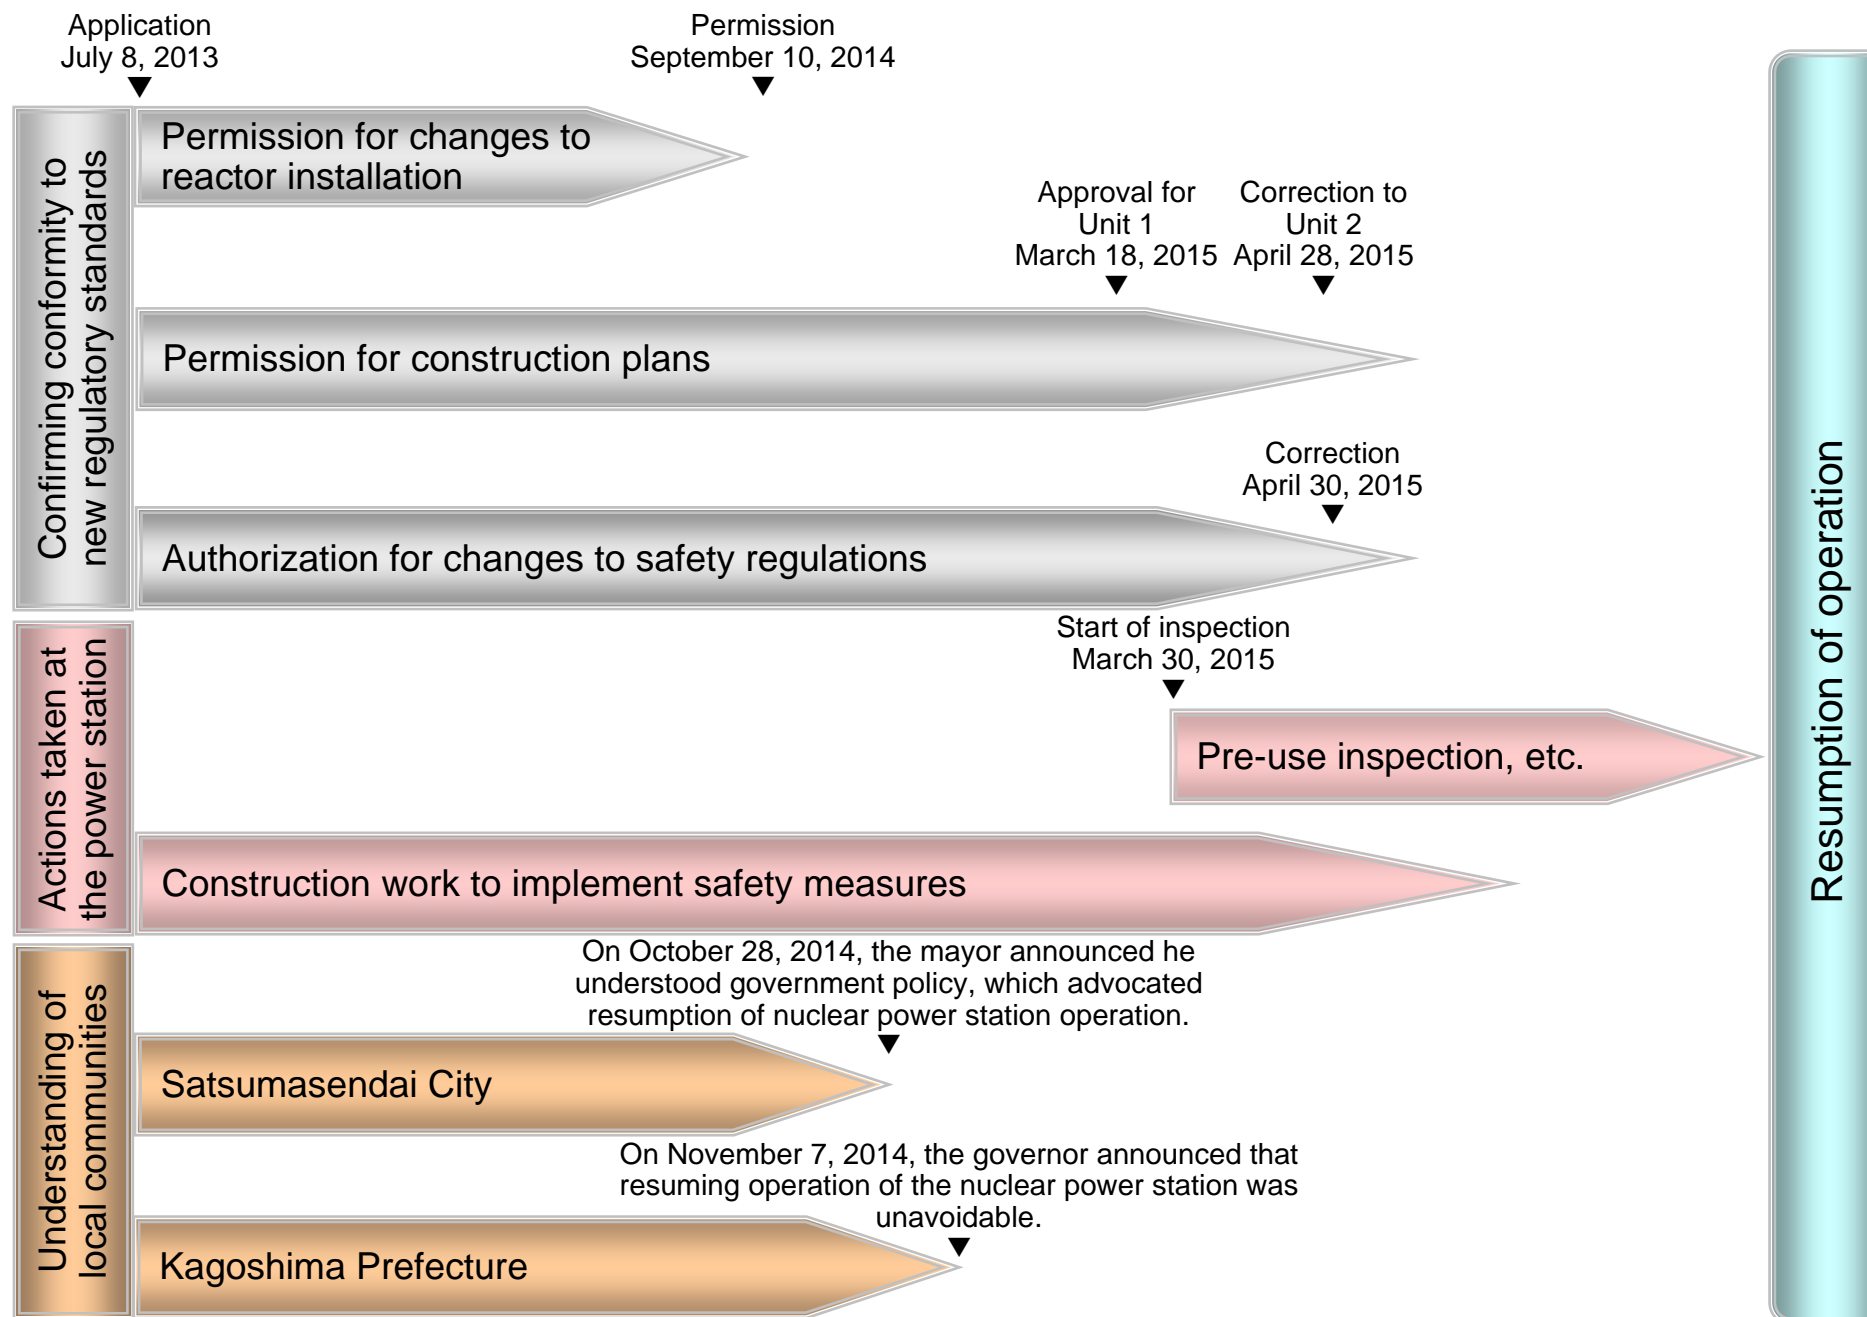 Application
July 8, 2013
Permission
September 10, 2014
Confirming conformity to
new regulatory standards
Permission for changes to
reactor installation
Approval for
Unit 1
March 18, 2015
Correction to
Unit 2
April 28, 2015
Permission for construction plans
Correction
April 30, 2015
Authorization for changes to safety regulations
Actions taken at
the power station
Start of inspection
March 30, 2015
Pre-use inspection, etc.
Construction work to implement safety measures
Understanding of
local communities
On October 28, 2014, the mayor announced he
understood government policy, which advocated
resumption of nuclear power station operation.
Satsumasendai City
On November 7, 2014, the governor announced that
resuming operation of the nuclear power station was
unavoidable.
Kagoshima Prefecture
Resumption of operation